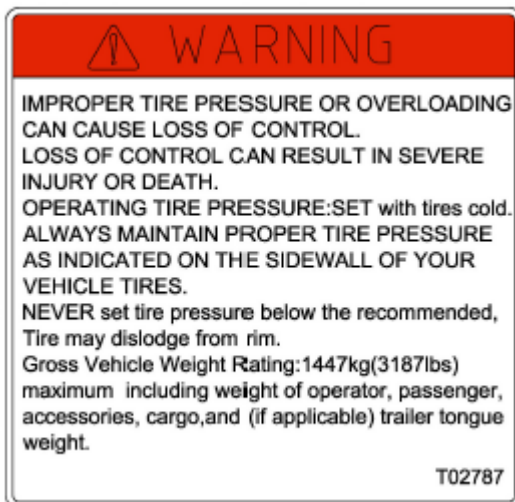 WARNING
IMPROPER TIRE PRESSURE OR OVERLOADING
CAN CAUSE LOSS OF CONTROL.
LOSS OF CONTROL CAN RESULT IN SEVERE
INJURY OR DEATH.
OPERATING TIRE PRESSURE:SET with tires cold.
ALWAYS MAINTAIN PROPER TIRE PRESSURE
AS INDICATED ON THE SIDEWALL OF YOUR
VEHICLE TIRES.
NEVER set tire pressure below the recommended,
Tire may dislodge from rim.
Gross Vehicle Weight Rating:1447kg(3187lbs)
maximum including weight of operator, passenger,
accessories, cargo,and (if applicable) trailer tongue
weight.
T02787